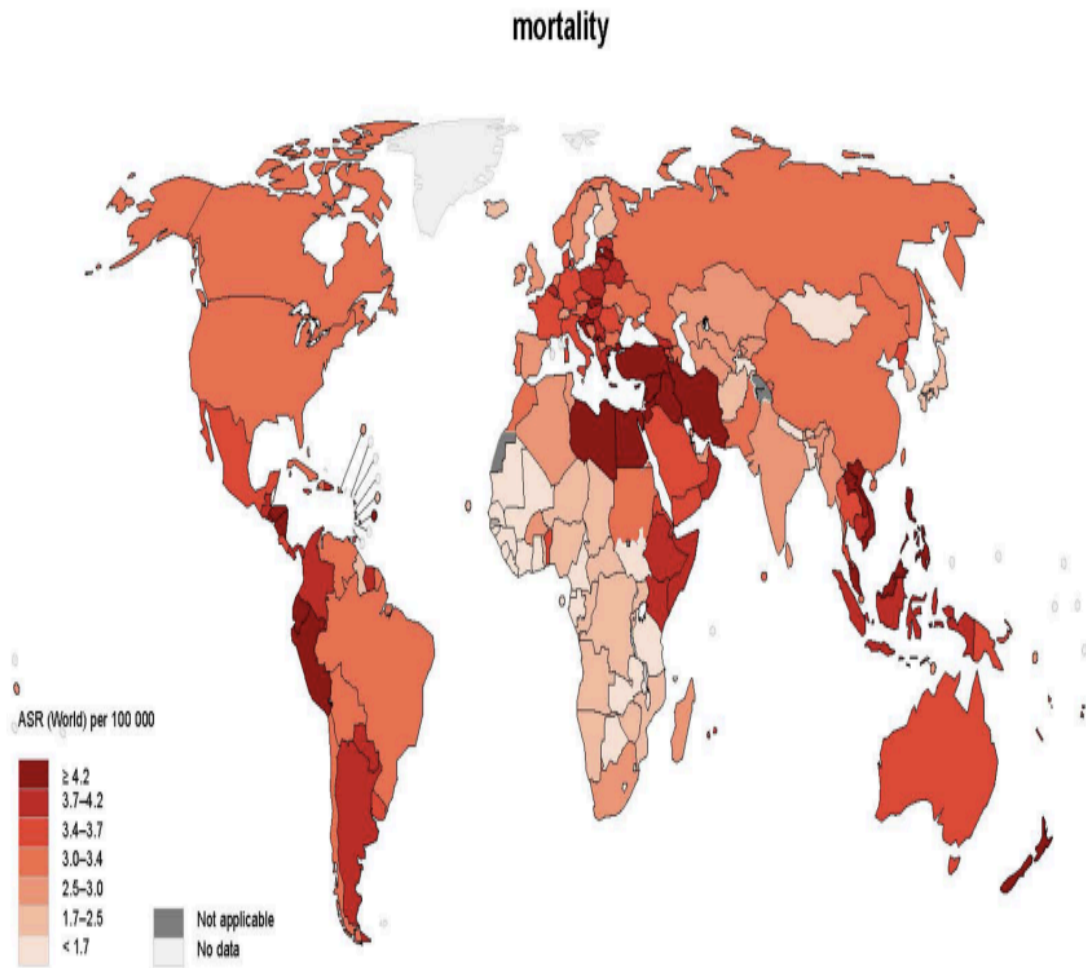 mortality
ASR (World) per 100 000
≥ 4.2
3.7–4.2
3.4–3.7
3.0–3.4
2.5–3.0
1.7–2.5
< 1.7
Not applicable
No data